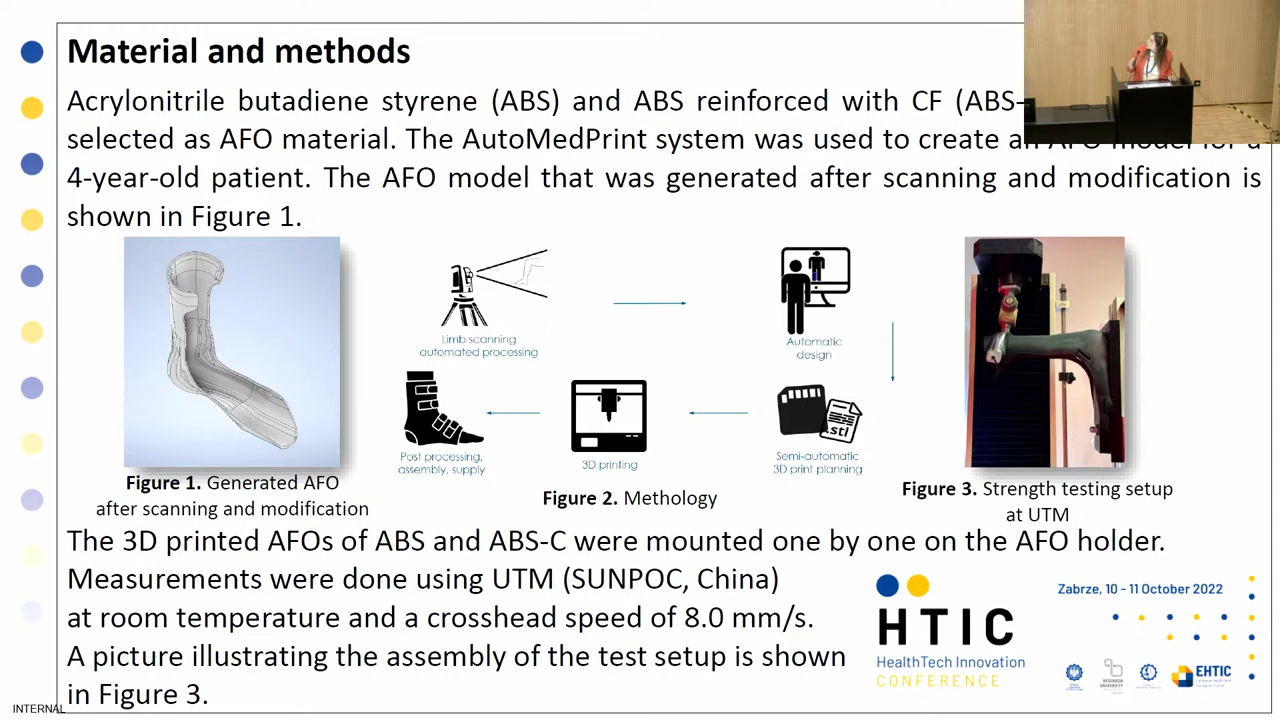 Material and methods
Acrylonitrile butadiene styrene (ABS) and ABS reinforced with CF (ABS-
selected as AFO material. The AutoMedPrint system was used to create an AFO model for a
4-year-old patient. The AFO model that was generated after scanning and modification is
shown in Figure 1.
Limb scanning
automated processing
Automatic
design
.stl
Post processing,
assembly, supply
3D printing
Semi-automatic
3D print planning
Figure 1. Generated AFO
after scanning and modification
Figure 2. Methology
Figure 3. Strength testing setup
at UTM
The 3D printed AFOs of ABS and ABS-C were mounted one by one on the AFO holder.
Measurements were done using UTM (SUNPOC, China)
at room temperature and a crosshead speed of 8.0 mm/s.
A picture illustrating the assembly of the test setup is shown
in Figure 3.
Zabrze, 10 - 11 October 2022
HTIC
HealthTech Innovation
CONFERENCE
EHTIC
INTERNAL